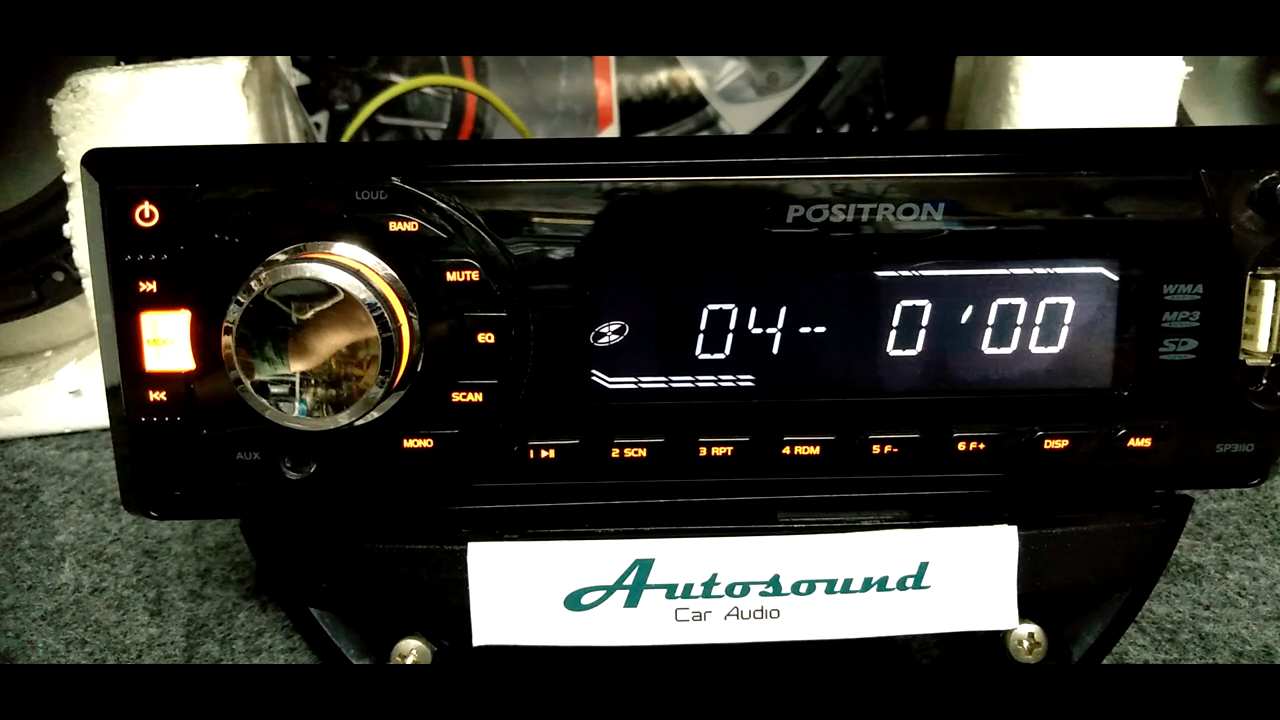 LOUD
BAND
POSITRON
MUTE
WMA
MP3
SD
04-- 0'00
EQ
SCAN
MONO
AUX
1 ▶II
2 SCN
3 RPT
4 RDM
5 F-
6 F+
DISP
AMS
SP3110
Autosound
Car Audio